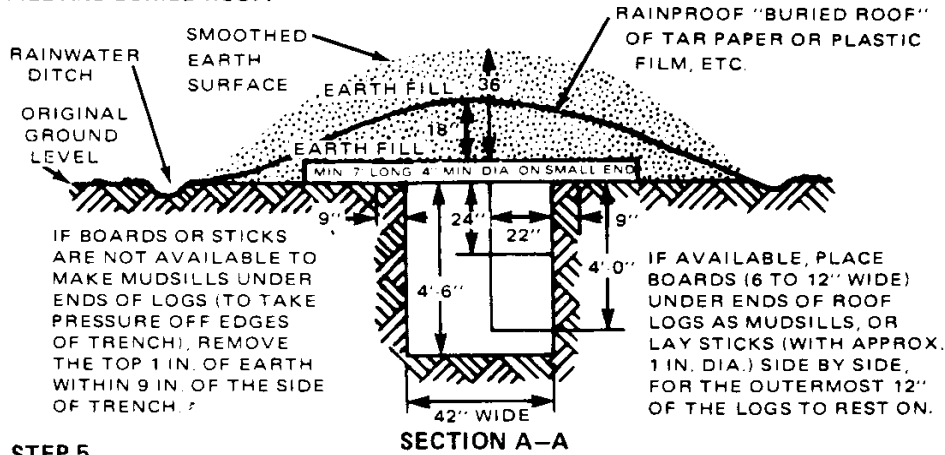 RAINPROOF "BURIED ROOF"
OF TAR PAPER OR PLASTIC
FILM, ETC.
SMOOTHED
EARTH
SURFACE
RAINWATER
DITCH
ORIGINAL
GROUND
LEVEL
EARTH FILL
36
18
EARTH FILL
MIN 7' LONG 4" MIN DIA ON SMALL END
9"
24"
22"
9"
4'-6"
4'-0"
IF BOARDS OR STICKS
ARE NOT AVAILABLE TO
MAKE MUDSILLS UNDER
ENDS OF LOGS (TO TAKE
PRESSURE OFF EDGES
OF TRENCH), REMOVE
THE TOP 1 IN. OF EARTH
WITHIN 9 IN. OF THE SIDE
OF TRENCH.
IF AVAILABLE, PLACE
BOARDS (6 TO 12" WIDE)
UNDER ENDS OF ROOF
LOGS AS MUDSILLS, OR
LAY STICKS (WITH APPROX.
1 IN. DIA.) SIDE BY SIDE,
FOR THE OUTERMOST 12"
OF THE LOGS TO REST ON.
42" WIDE
SECTION A–A
STEP 5